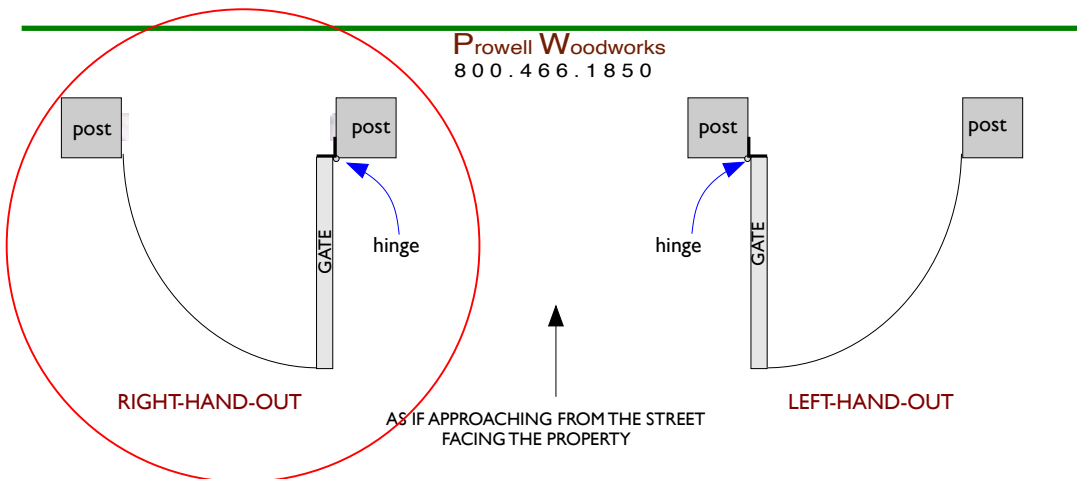 Prowell Woodworks
800.466.1850
post
post
post
post
hinge
hinge
GATE
GATE
RIGHT-HAND-OUT
LEFT-HAND-OUT
AS IF APPROACHING FROM THE STREET
FACING THE PROPERTY